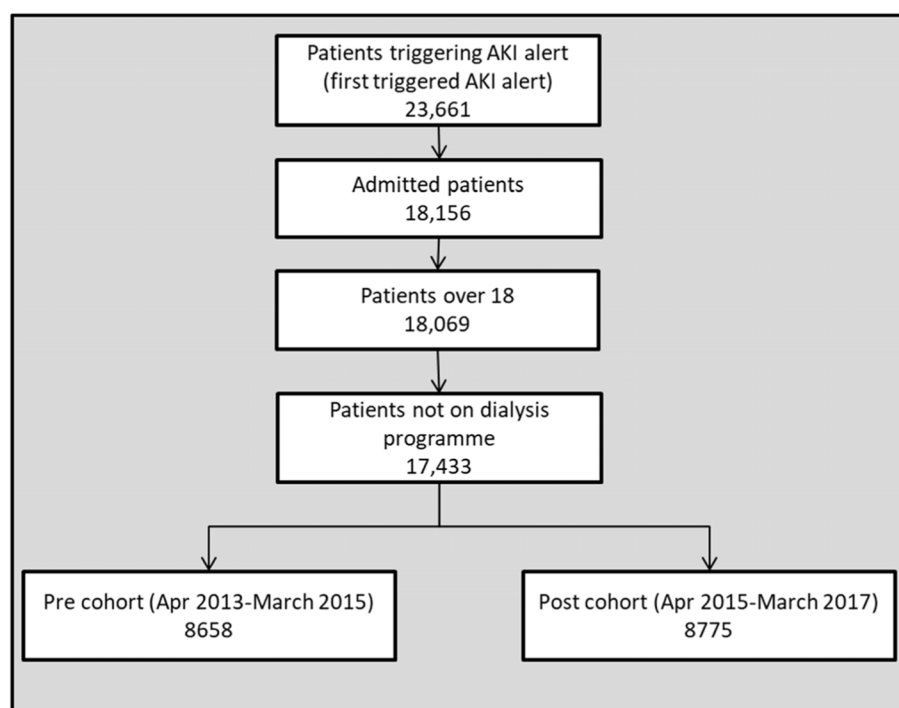 Patients triggering AKI alert
(first triggered AKI alert)
23,661
Admitted patients
18,156
Patients over 18
18,069
Patients not on dialysis
programme
17,433
Pre cohort (Apr 2013-March 2015)
8658
Post cohort (Apr 2015-March 2017)
8775